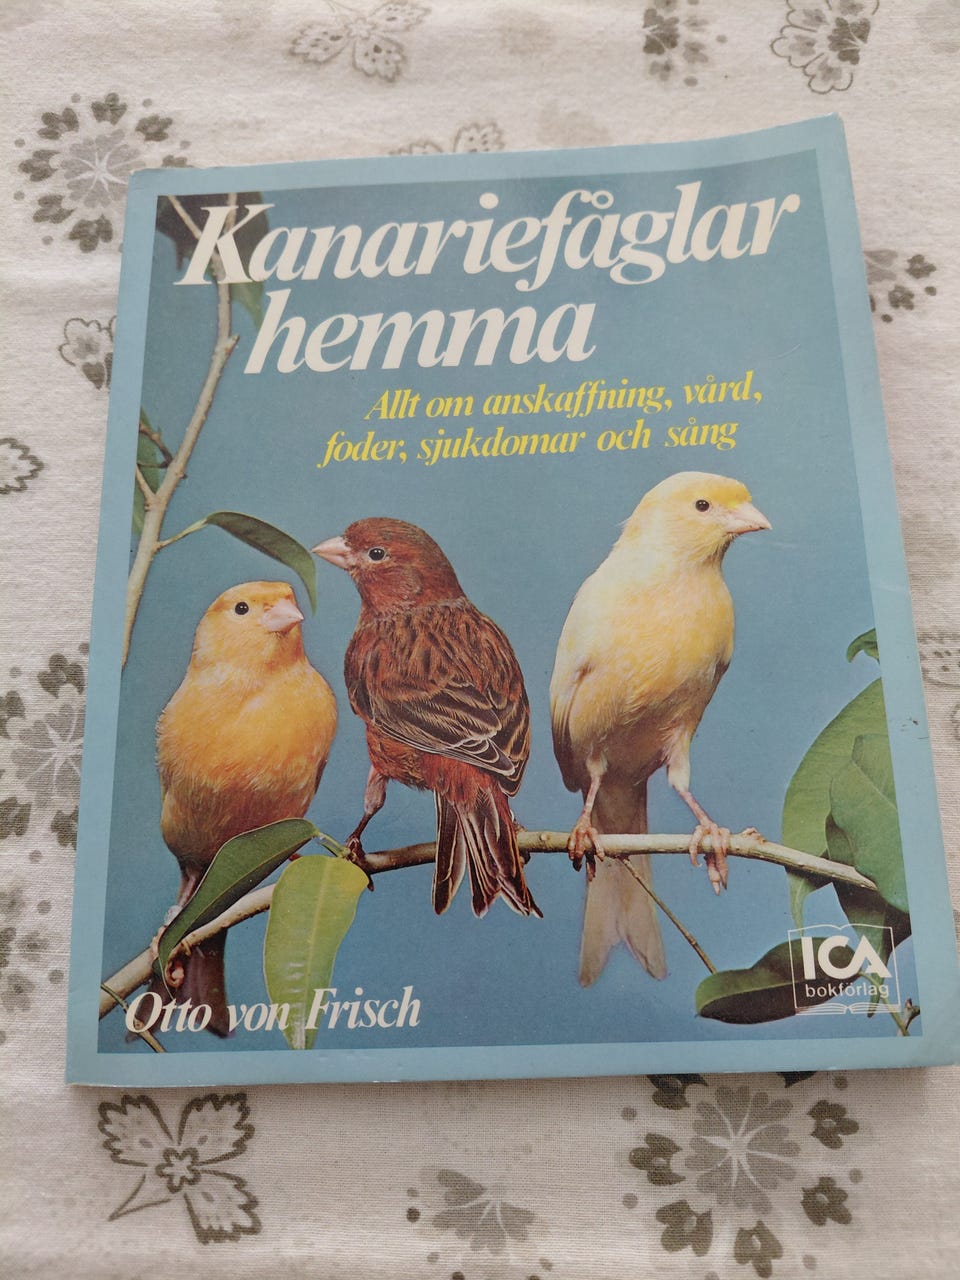 Kanariefåglar
hemma
Allt om anskaffning, vård,
foder, sjukdomar och sång
Otto von Frisch
ICA
bokförlag